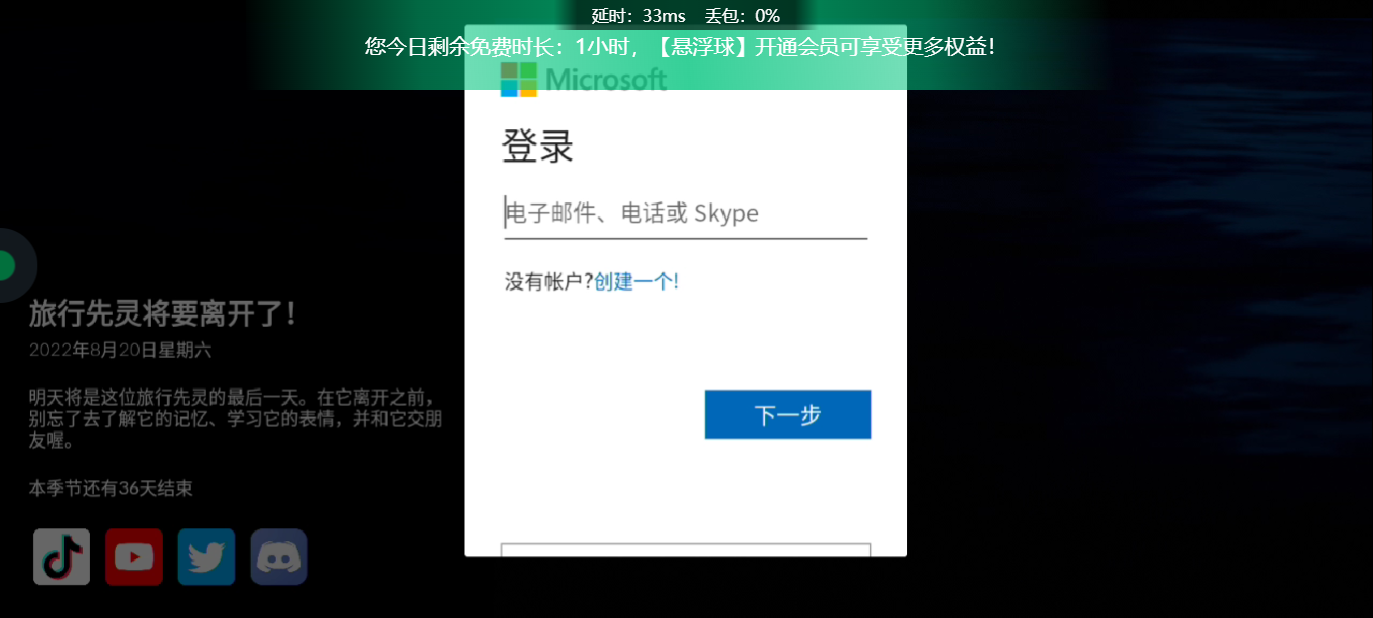 延时：33ms 丢包：0%
您今日剩余免费时长：1小时，【悬浮球】开通会员可享受更多权益！
Microsoft
登录
电子邮件、电话或 Skype
没有帐户?创建一个!
下一步
旅行先灵将要离开了！
2022年8月20日星期六
明天将是这位旅行先灵的最后一天。在它离开之前，
别忘了去了解它的记忆、学习它的表情，并和它交朋
友喔。
本季节还有36天结束